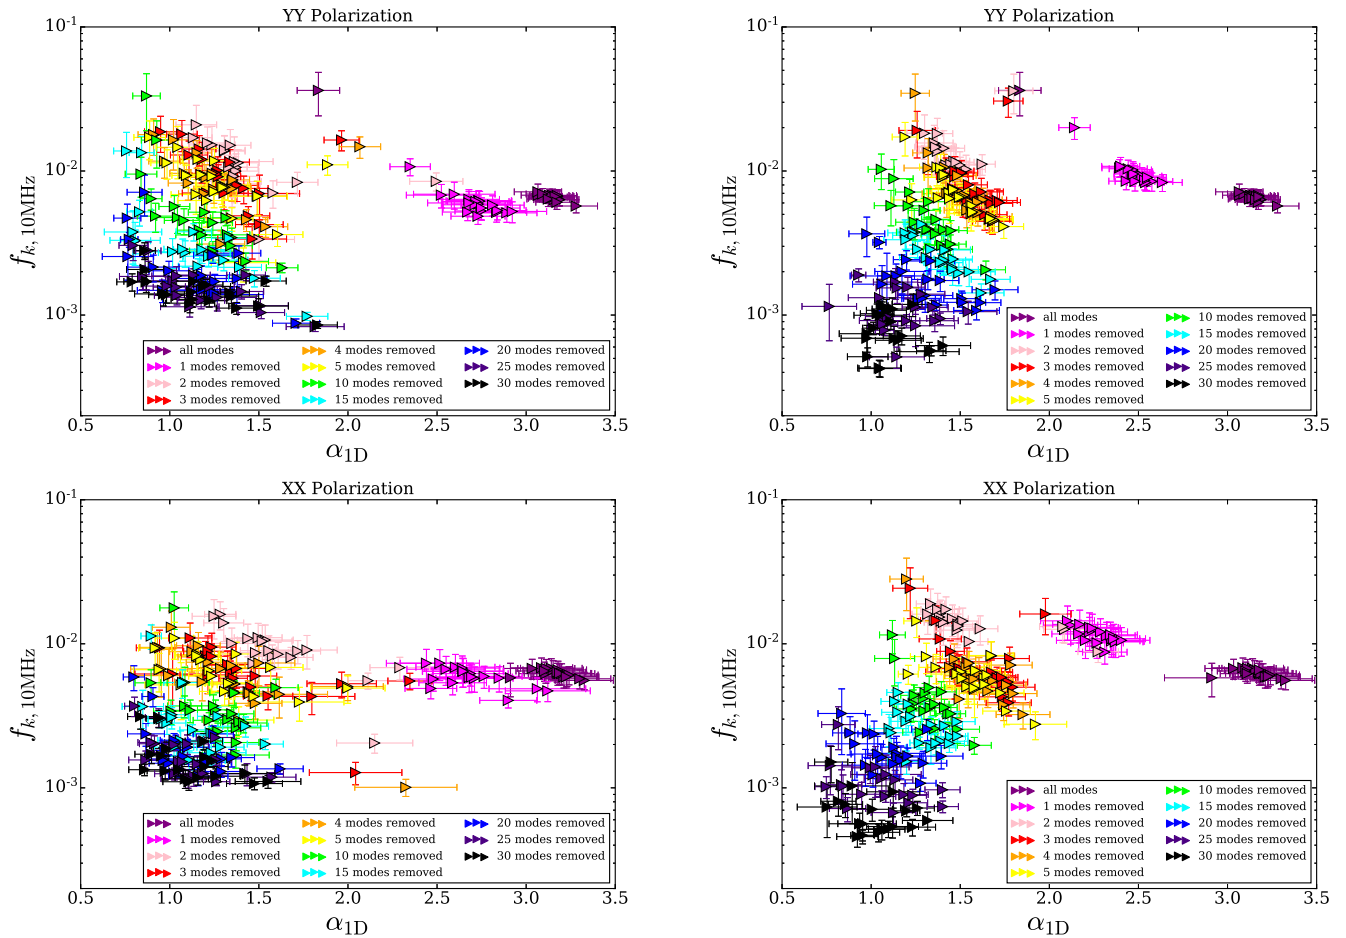 YY Polarization
10^-1
10^-2
10^-3
f_{k, 10MHz}
0.5 1.0 1.5 2.0 2.5 3.0 3.5
α_1D
all modes
1 modes removed
2 modes removed
3 modes removed
4 modes removed
5 modes removed
10 modes removed
15 modes removed
20 modes removed
25 modes removed
30 modes removed
YY Polarization
10^-1
10^-2
10^-3
f_{k, 10MHz}
0.5 1.0 1.5 2.0 2.5 3.0 3.5
α_1D
all modes
1 modes removed
2 modes removed
3 modes removed
4 modes removed
5 modes removed
10 modes removed
15 modes removed
20 modes removed
25 modes removed
30 modes removed
XX Polarization
10^-1
10^-2
10^-3
f_{k, 10MHz}
0.5 1.0 1.5 2.0 2.5 3.0 3.5
α_1D
all modes
1 modes removed
2 modes removed
3 modes removed
4 modes removed
5 modes removed
10 modes removed
15 modes removed
20 modes removed
25 modes removed
30 modes removed
XX Polarization
10^-1
10^-2
10^-3
f_{k, 10MHz}
0.5 1.0 1.5 2.0 2.5 3.0 3.5
α_1D
all modes
1 modes removed
2 modes removed
3 modes removed
4 modes removed
5 modes removed
10 modes removed
15 modes removed
20 modes removed
25 modes removed
30 modes removed